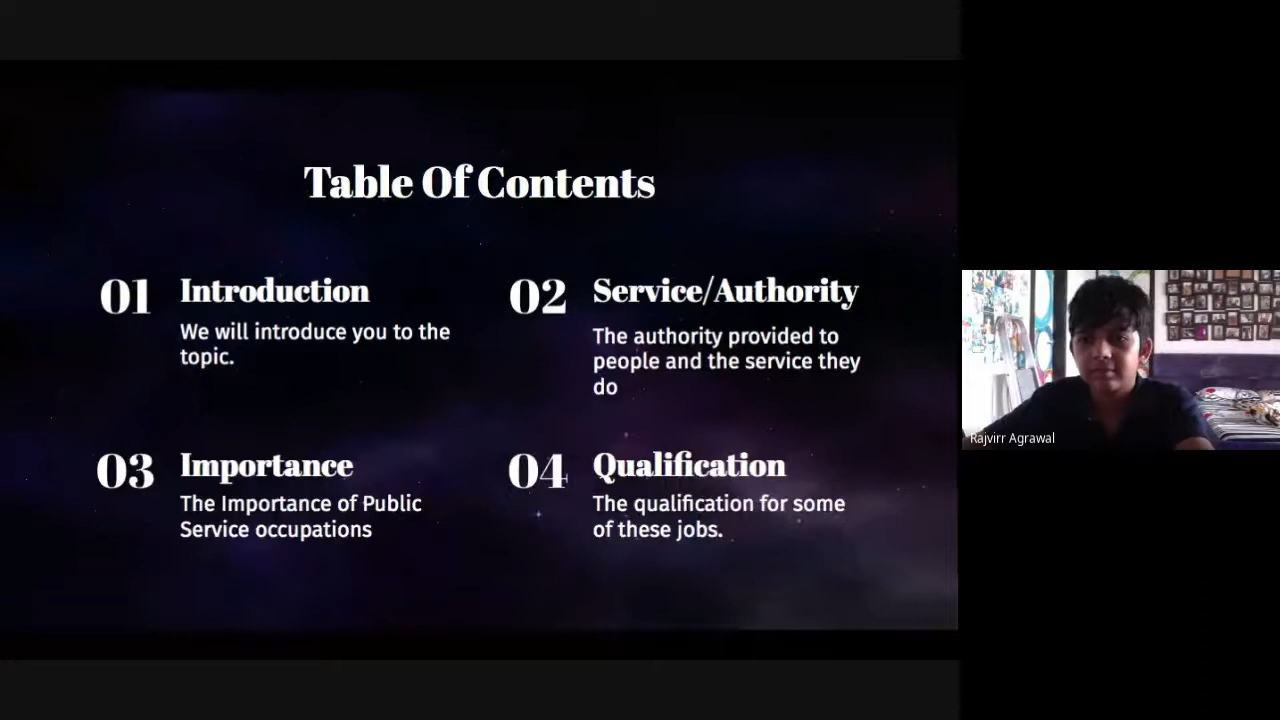 Table Of Contents
01 Introduction
We will introduce you to the
topic.
02 Service/Authority
The authority provided to
people and the service they
do
03 Importance
The Importance of Public
Service occupations
04 Qualification
The qualification for some
of these jobs.
Rajvirr Agrawal